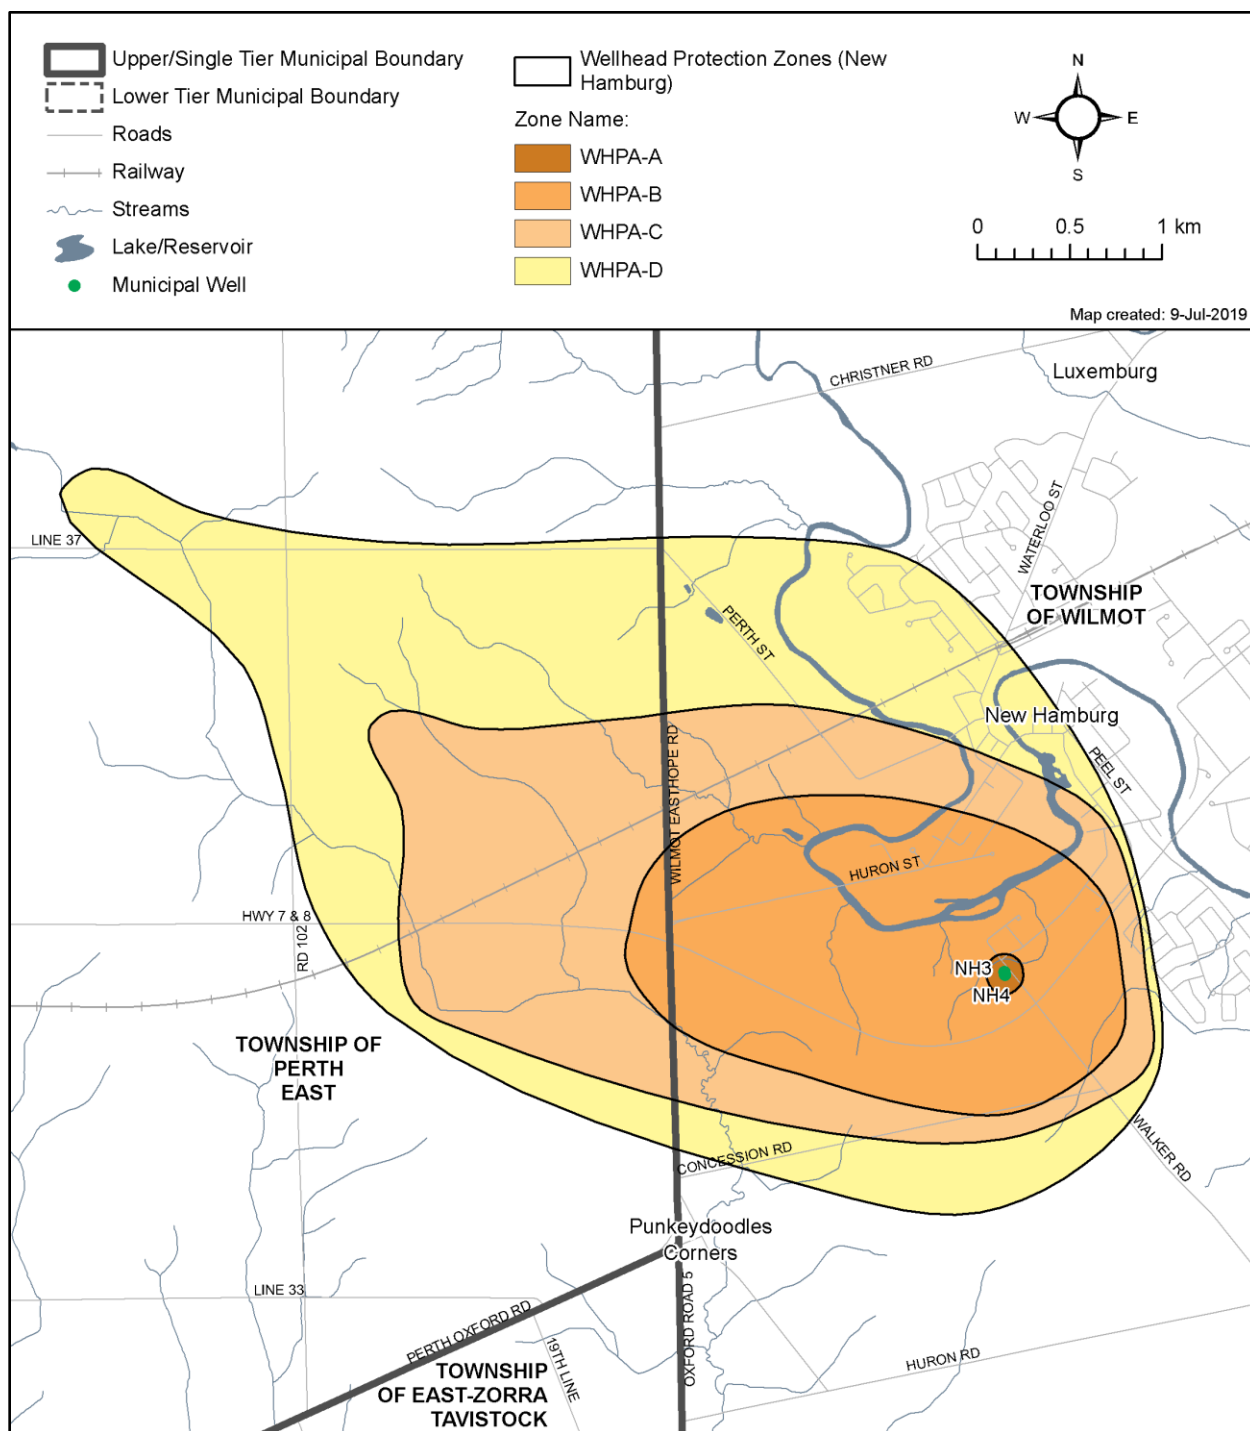 Upper/Single Tier Municipal Boundary
Lower Tier Municipal Boundary
Roads
Railway
Streams
Lake/Reservoir
Municipal Well
Wellhead Protection Zones (New
Hamburg)
Zone Name:
WHPA-A
WHPA-B
WHPA-C
WHPA-D
N
W
E
S
0 0.5 1 km
Map created: 9-Jul-2019
CHRISTNER RD
Luxemburg
WATERLOO ST
LINE 37
TOWNSHIP
OF WILMOT
PERTH ST
New Hamburg
PEEL ST
WILMOT EASTHOPE RD
HURON ST
HWY 7 & 8
RD 102
NH3
NH4
TOWNSHIP OF
PERTH
EAST
WALKER RD
CONCESSION RD
Punkeydoodles
Corners
LINE 33
OXFORD ROAD 5
PERTH OXFORD RD
19TH LINE
HURON RD
TOWNSHIP
OF EAST-ZORRA
TAVISTOCK